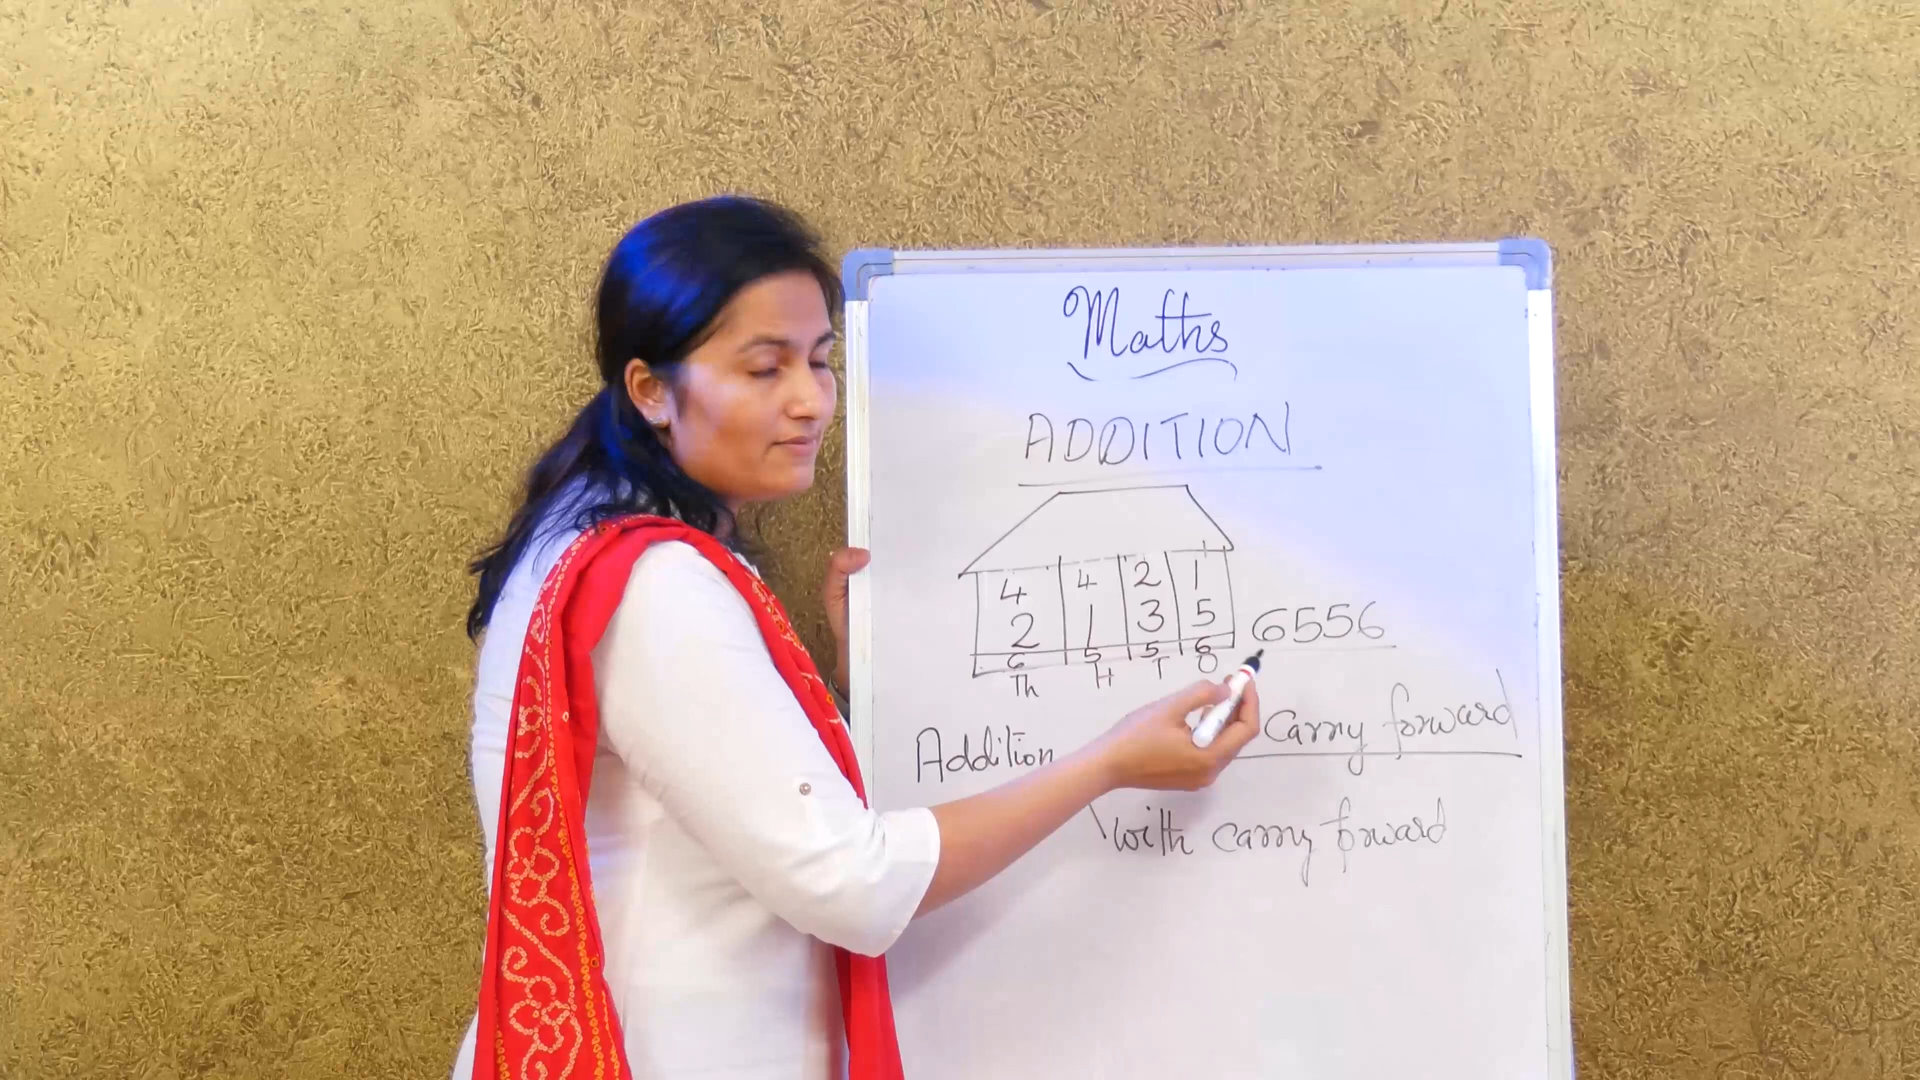 Maths
ADDITION
4 4 2 1
2 1 3 5
6 5 5 6
6556
Th H T O
Addition carry forward
with carry forward